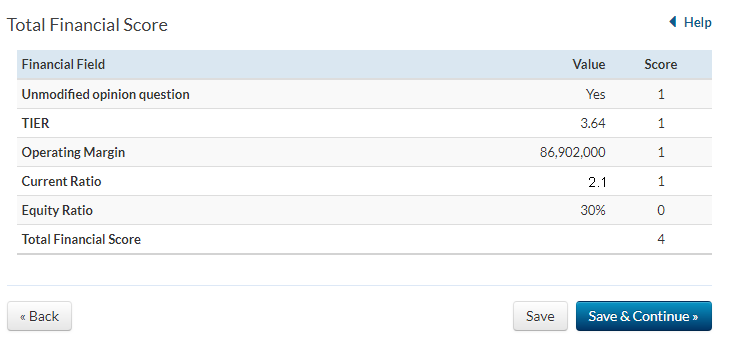 Total Financial Score
Help
Financial Field Value Score
Unmodified opinion question Yes 1
TIER 3.64 1
Operating Margin 86,902,000 1
Current Ratio 2.1 1
Equity Ratio 30% 0
Total Financial Score 4
« Back Save Save & Continue »